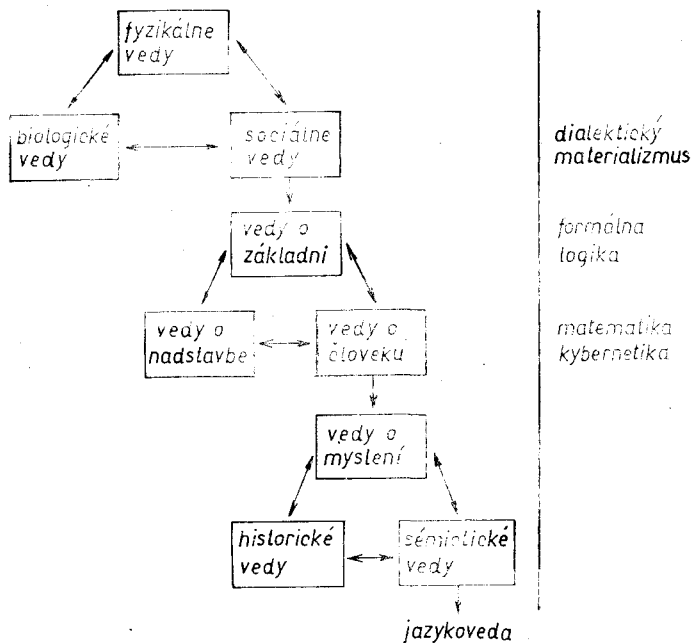 fyzikálne
vedy
biologické
vedy
sociálne
vedy
dialektický
materializmus
vedy o
základni
formálna
logika
vedy o
nadstavbe
vedy o
človeku
matematika
kybernetika
vedy o
myslení
historické
vedy
sémiotické
vedy
jazykoveda